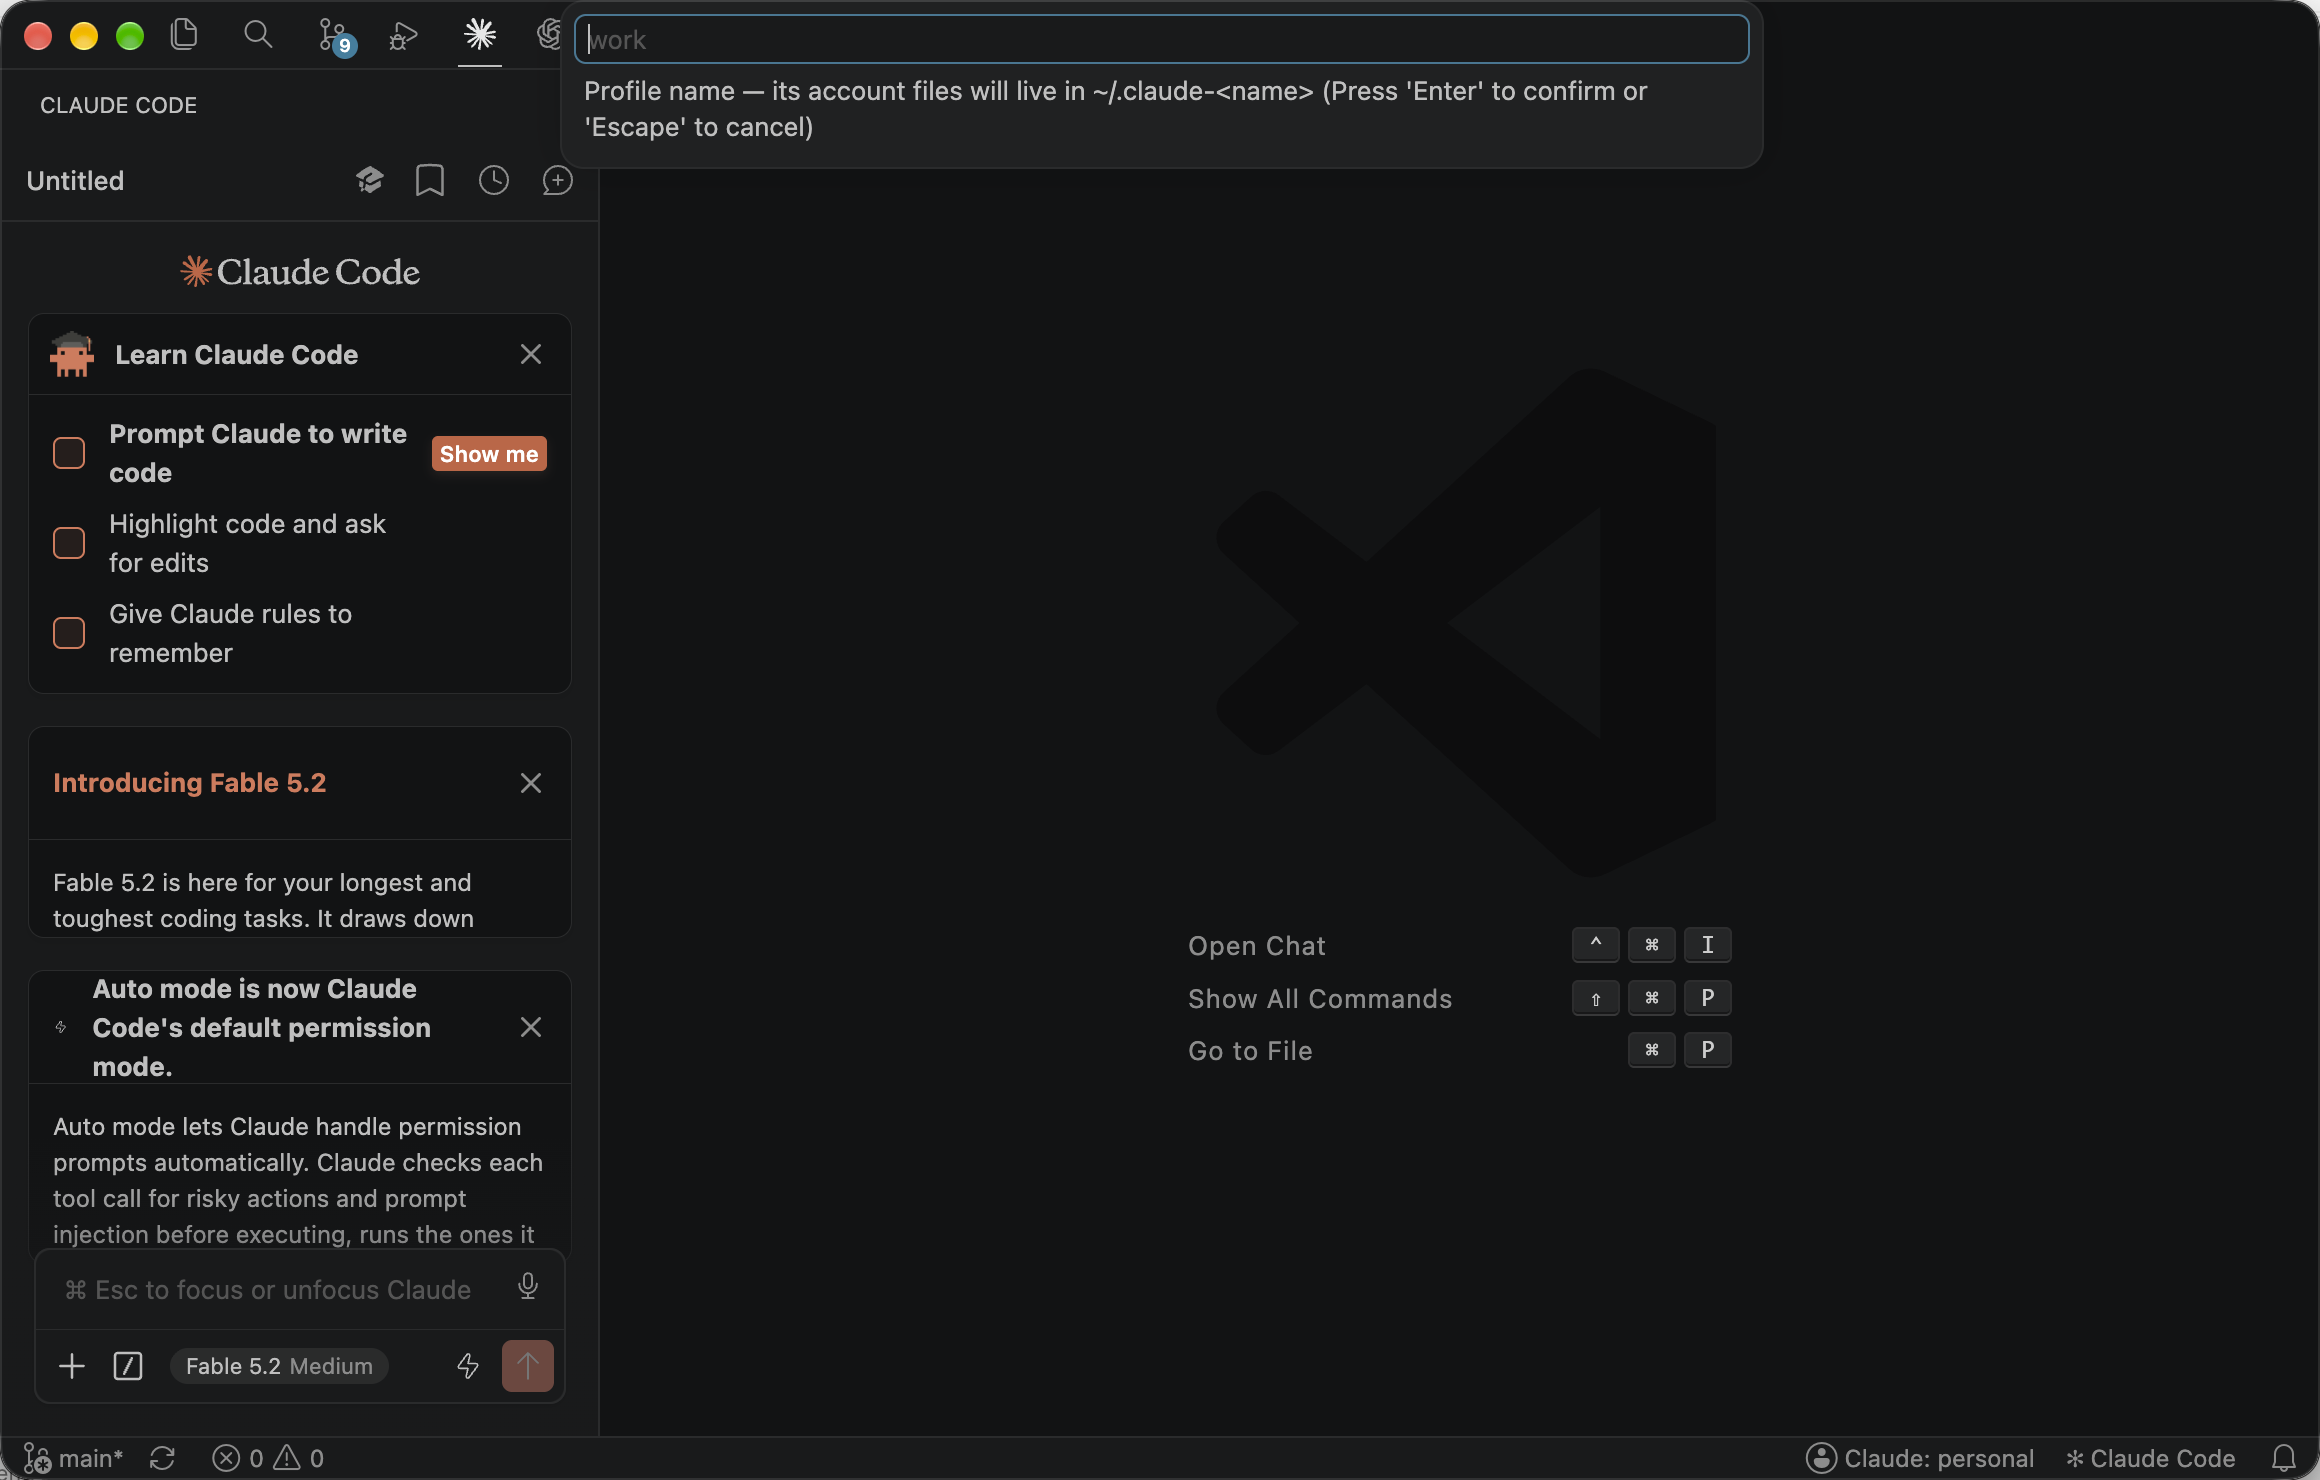 9
work
Profile name — its account files will live in ~/.claude-<name> (Press 'Enter' to confirm or
'Escape' to cancel)
CLAUDE CODE
Untitled
Claude Code
Learn Claude Code
Prompt Claude to write
code
Show me
Highlight code and ask
for edits
Give Claude rules to
remember
Introducing Fable 5.2
Fable 5.2 is here for your longest and
toughest coding tasks. It draws down
Auto mode is now Claude
Code's default permission
mode.
Auto mode lets Claude handle permission
prompts automatically. Claude checks each
tool call for risky actions and prompt
injection before executing, runs the ones it
⌘ Esc to focus or unfocus Claude
Fable 5.2 Medium
Open Chat ^ ⌘ I
Show All Commands ⇧ ⌘ P
Go to File ⌘ P
main* 0 0 Claude: personal Claude Code